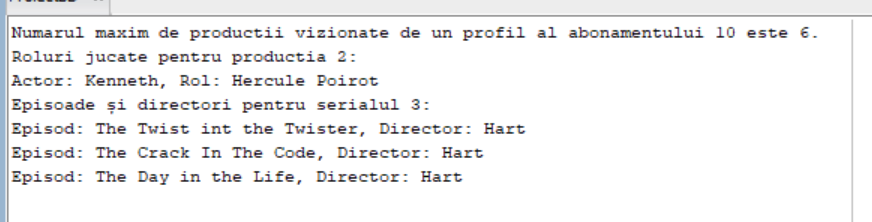 Numarul maxim de productii vizionate de un profil al abonamentului 10 este 6.
Roluri jucate pentru productia 2:
Actor: Kenneth, Rol: Hercule Poirot
Episoade și directori pentru serialul 3:
Episod: The Twist int the Twister, Director: Hart
Episod: The Crack In The Code, Director: Hart
Episod: The Day in the Life, Director: Hart